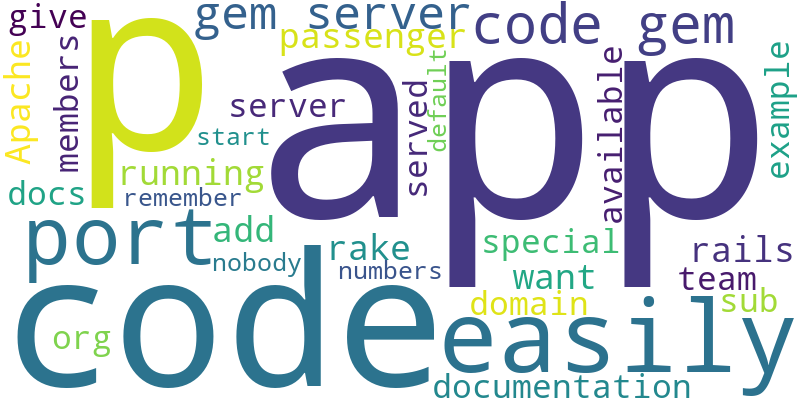 give
gem server
code gem
p
passenger
Apache
members
app
server
served
default
available
example
start
running
docs
remember
port
add
nobody
rake
numbers
special
want
rails
team
domain
sub
code
easily
org
documentation